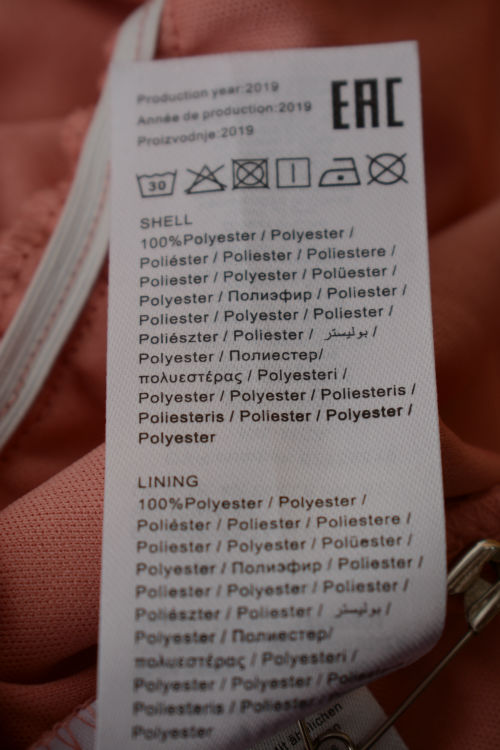 Production year:2019
Année de production:2019
Proizvodnje:2019
EAC
30
SHELL
100%Polyester / Polyester /
Poliéster / Poliester / Poliestere /
Poliester / Polyester / Polüester /
Polyester / Полиэфир / Poliester /
Poliester / Polyester / Poliester /
Poliészter / Poliester / بوليستر /
Polyester / Полиестер/
πολυεστέρας / Polyesteri /
Polyester / Polyester / Poliesteris /
Poliesteris / Poliester / Polyester /
Polyester
LINING
100%Polyester / Polyester /
Poliéster / Poliester / Poliestere /
Poliester / Polyester / Polüester /
Polyester / Полиэфир / Poliester /
Poliester / Polyester / Poliester /
Poliészter / Poliester / بوليستر /
Polyester / Полиестер/
πολυεστέρας / Polyesteri /
Polyester / Polyester / Poliesteris
Poliesteris / Poliester
Polyester
ähnlichen